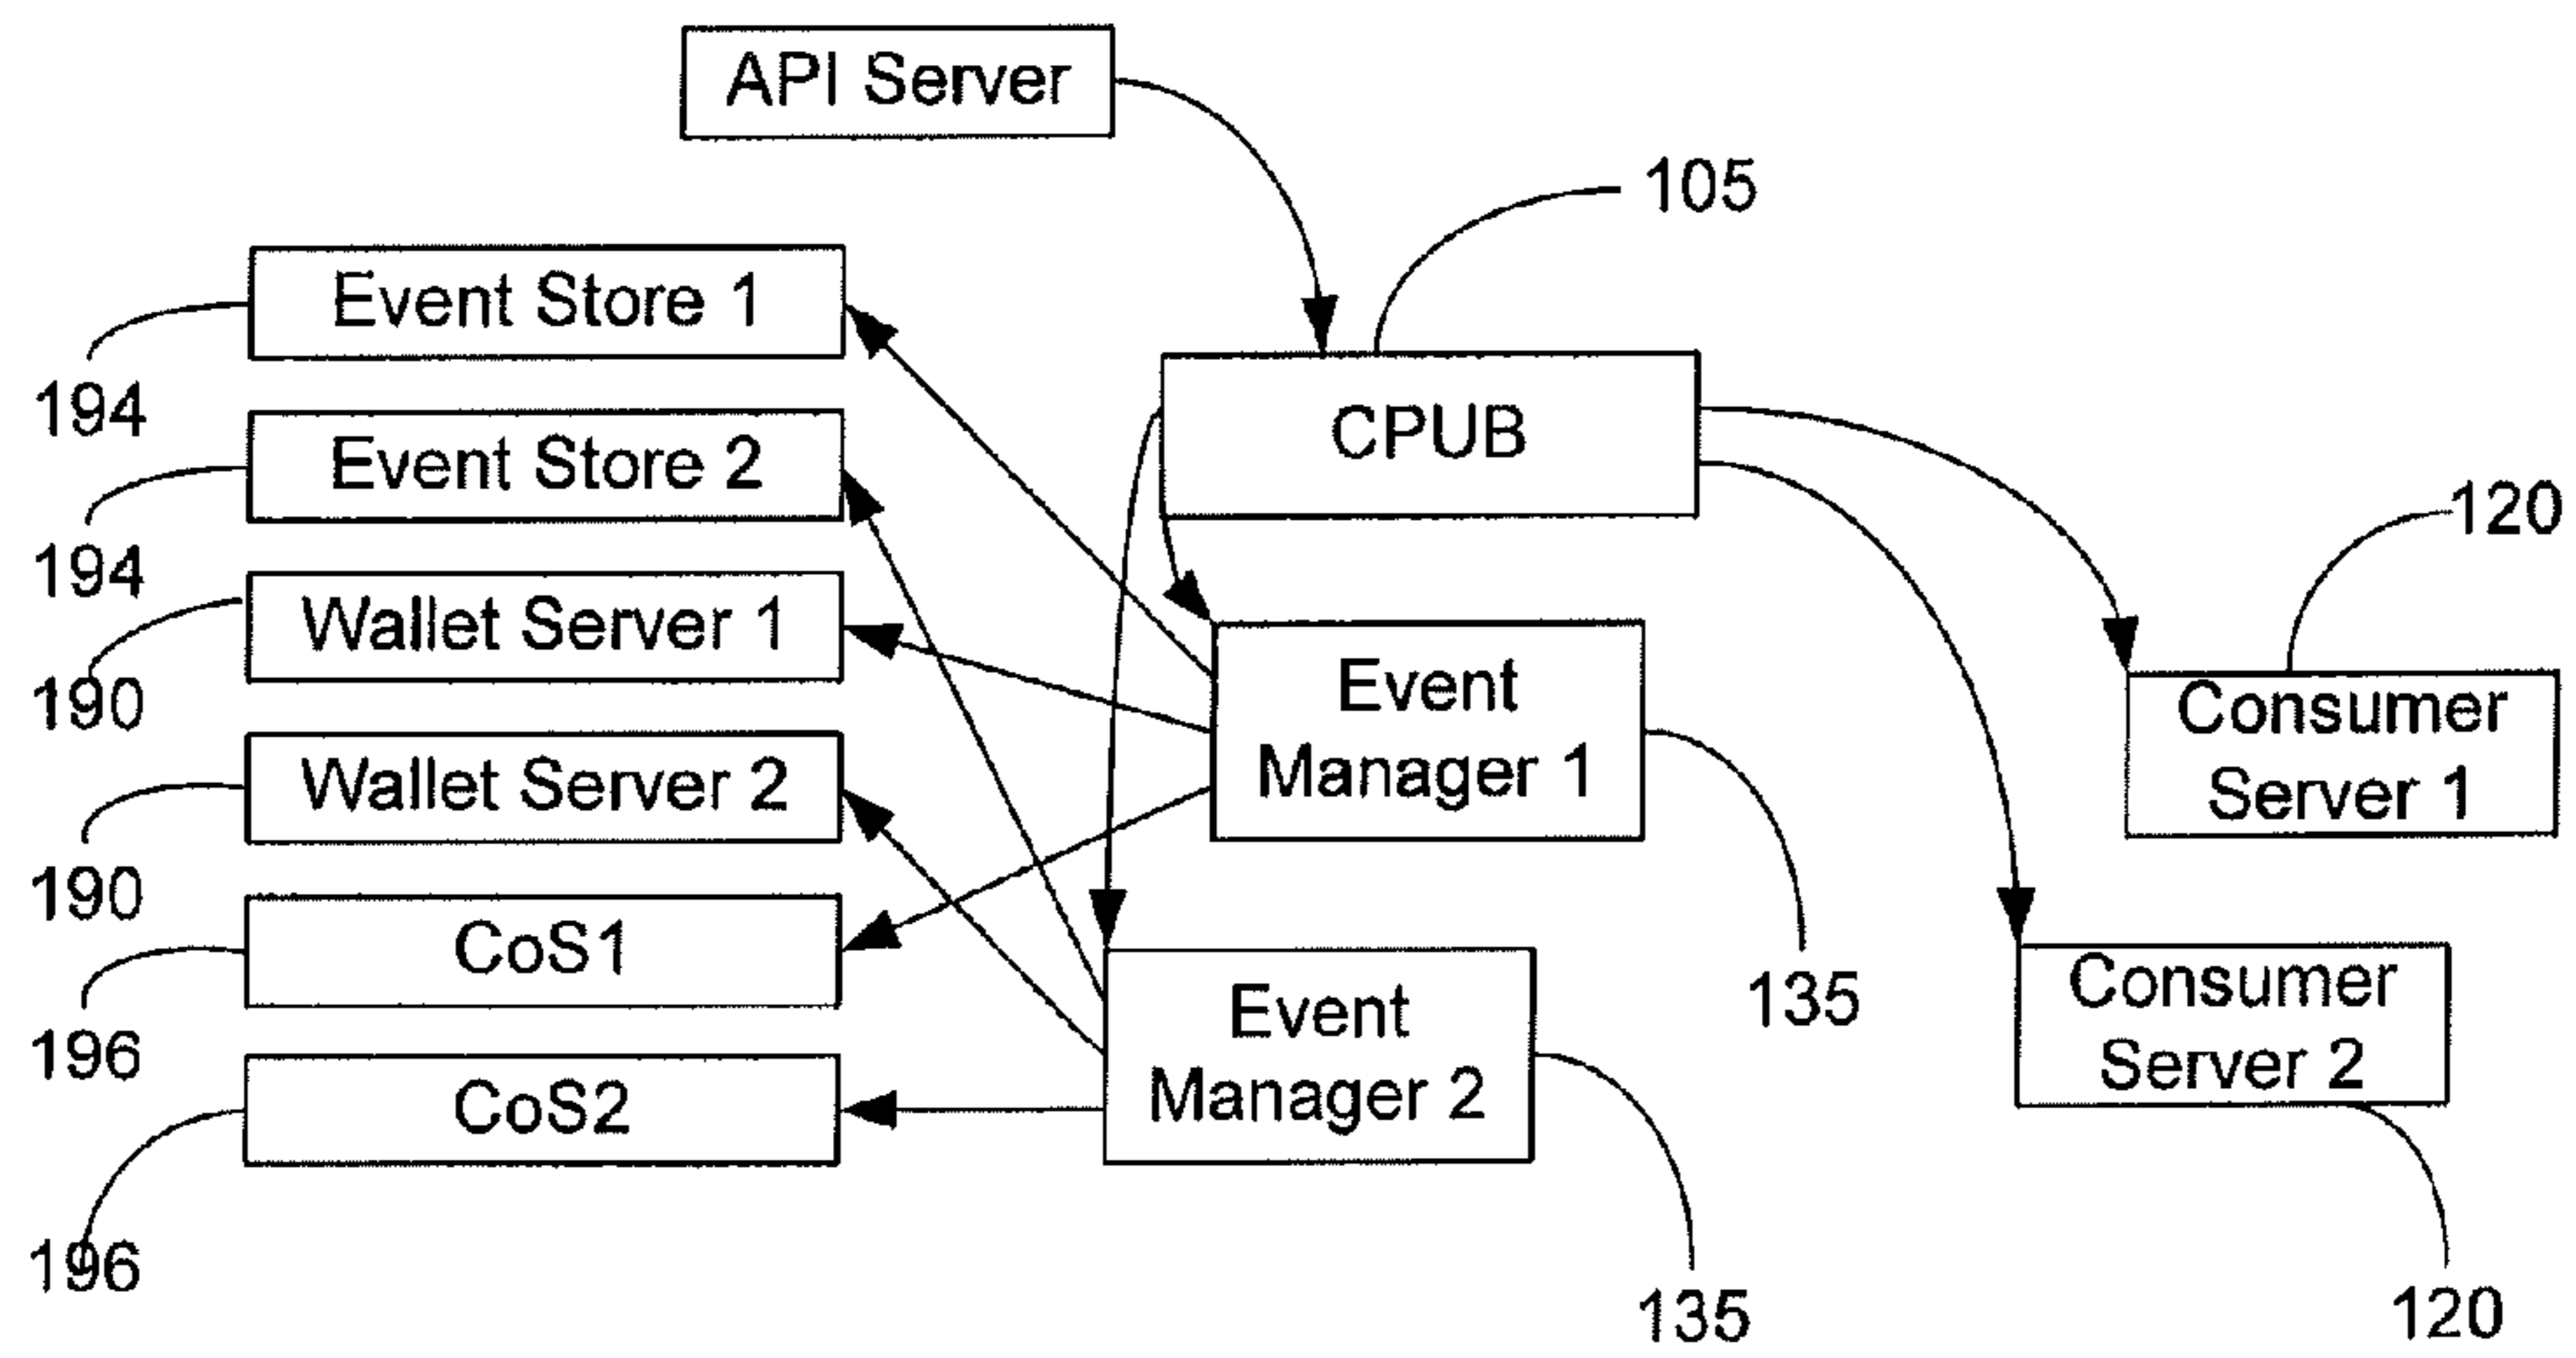 API Server
105
Event Store 1
194
CPUB
Event Store 2
120
194
Wallet Server 1
190
Event
Manager 1
Consumer
Server 1
Wallet Server 2
190
CoS1
135
Consumer
Server 2
196
Event
Manager 2
CoS2
196
135
120